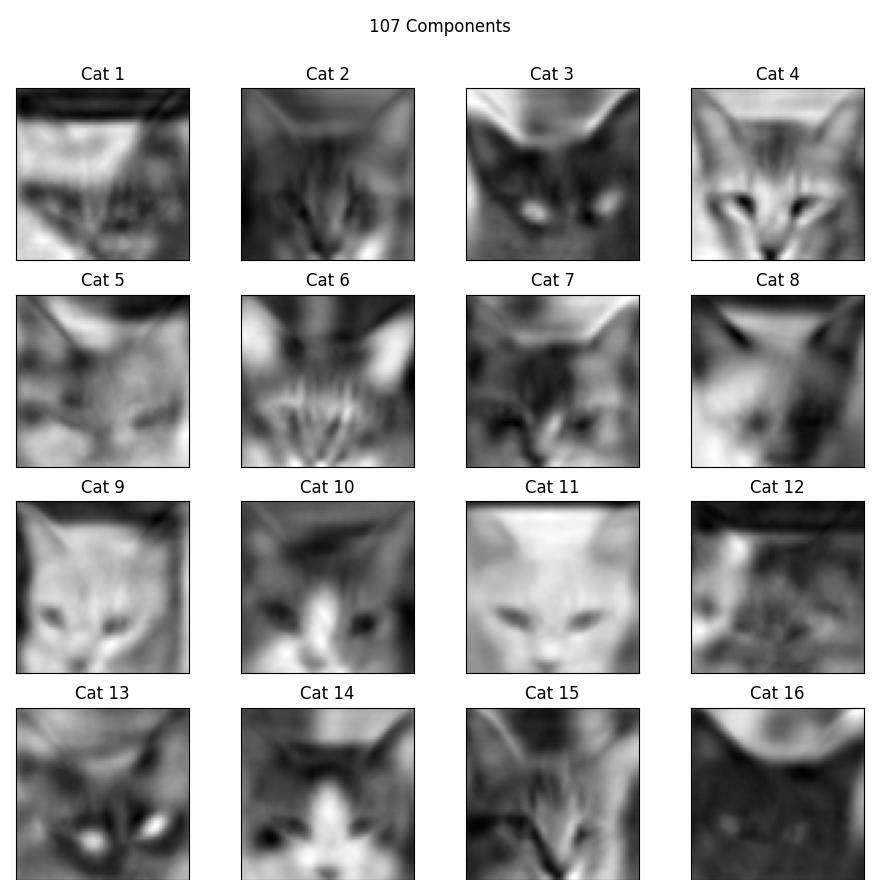 107 Components
Cat 1 Cat 2 Cat 3 Cat 4
Cat 5 Cat 6 Cat 7 Cat 8
Cat 9 Cat 10 Cat 11 Cat 12
Cat 13 Cat 14 Cat 15 Cat 16